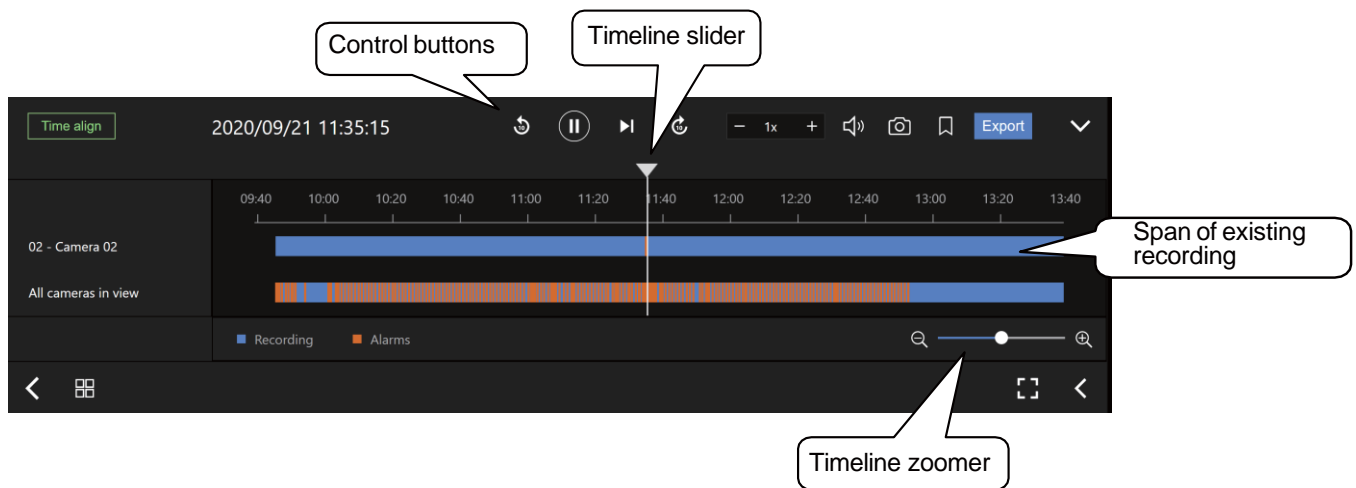 Control buttons
Timeline slider
Time align
2020/09/21 11:35:15
10
10
− 1x +
Export
09:40 10:00 10:20 10:40 11:00 11:20 11:40 12:00 12:20 12:40 13:00 13:20 13:40
02 - Camera 02
Span of existing
recording
All cameras in view
Recording
Alarms
Timeline zoomer